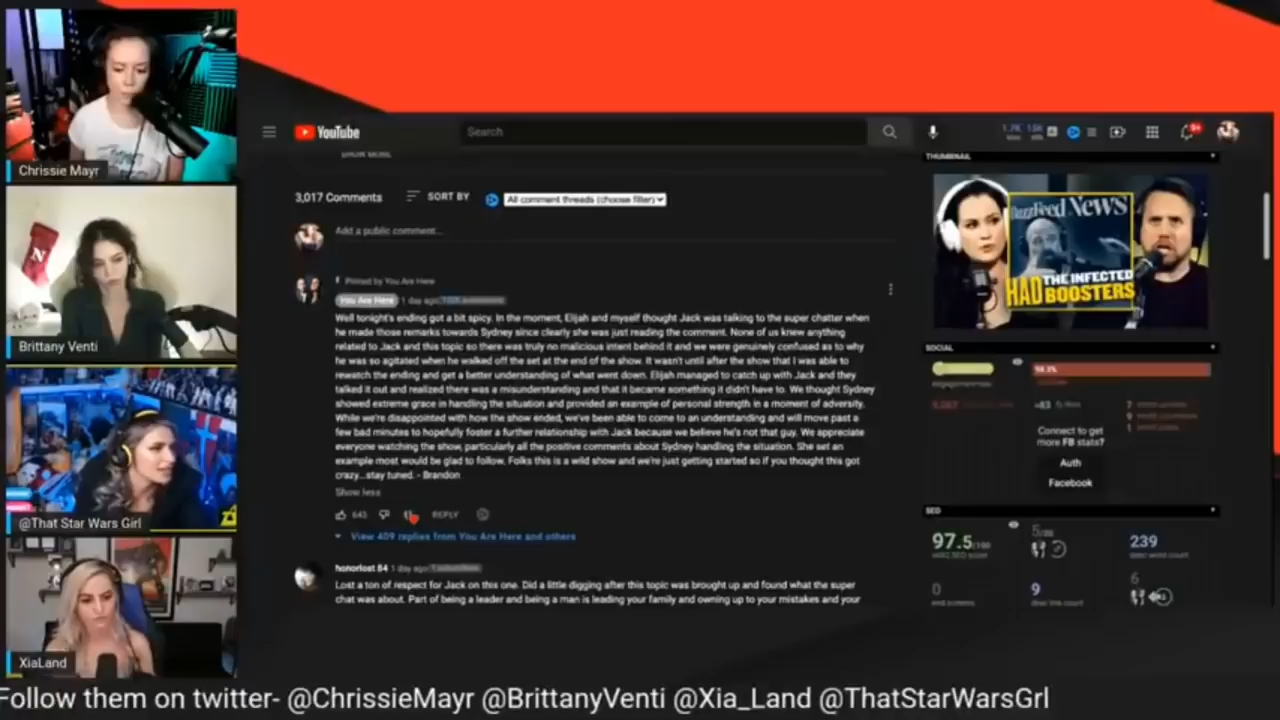 Chrissie Mayr
Brittany Venti
@That Star Wars Girl
XiaLand
YouTube
Search
SHOW MORE
3,017 Comments
SORT BY
All comment threads (choose filter)
Add a public comment...
Pinned by You Are Here
You Are Here 1 day ago
Well tonight's ending got a bit spicy. In the moment, Elijah and myself thought Jack was talking to the super chatter when
he made those remarks towards Sydney since clearly she was just reading the comment. None of us knew anything
related to Jack and this topic so there was truly no malicious intent behind it and we were genuinely confused as to why
he was so agitated when he walked off the set at the end of the show. It wasn't until after the show that I was able to
rewatch the ending and get a better understanding of what went down. Elijah managed to catch up with Jack and they
talked it out and realized there was a misunderstanding and that it became something it didn't have to. We thought Sydney
showed extreme grace in handling the situation and provided an example of personal strength in a moment of adversity.
While we're disappointed with how the show ended, we've been able to come to an understanding and will move past a
few bad minutes to hopefully foster a further relationship with Jack because we believe he's not that guy. We appreciate
everyone watching the show, particularly all the positive comments about Sydney handling the situation. She set an
example most would be glad to follow. Folks this is a wild show and we're just getting started so if you thought this got
crazy...stay tuned. - Brandon
Show less
643
REPLY
View 409 replies from You Are Here and others
honorlost 84 1 day ago
Lost a ton of respect for Jack on this one. Did a little digging after this topic was brought up and found what the super
chat was about. Part of being a leader and being a man is leading your family and owning up to your mistakes and your
THUMBNAIL
BuzzFeed News
THE INFECTED
HAD BOOSTERS
SOCIAL
Connect to get
more FB stats?
Auth
Facebook
SEO
97.5/100
239
0
9
6
Follow them on twitter- @ChrissieMayr @BrittanyVenti @Xia_Land @ThatStarWarsGrl